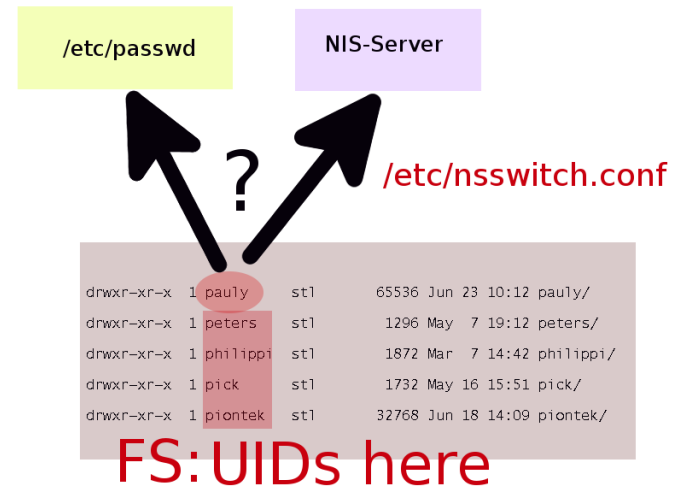 /etc/passwd
NIS-Server
?
/etc/nsswitch.conf
drwxr-xr-x 1 pauly stl 65536 Jun 23 10:12 pauly/
drwxr-xr-x 1 peters stl 1296 May 7 19:12 peters/
drwxr-xr-x 1 philippi stl 1872 Mar 7 14:42 philippi/
drwxr-xr-x 1 pick stl 1732 May 16 15:51 pick/
drwxr-xr-x 1 piontek stl 32768 Jun 18 14:09 piontek/
FS: UIDs here